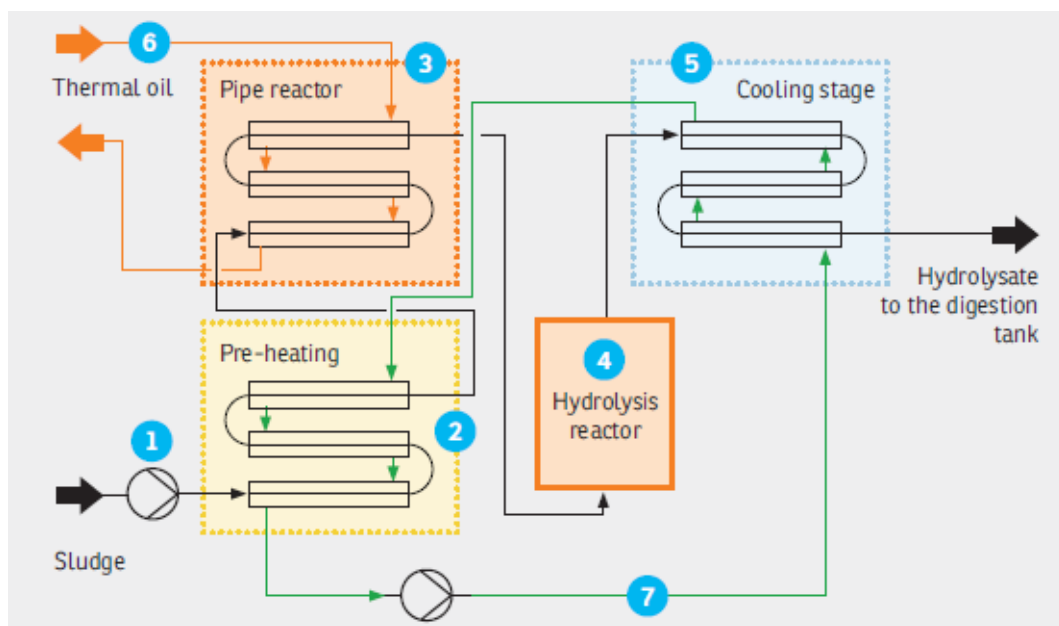 6
3
5
Thermal oil
Pipe reactor
Cooling stage
Hydrolysate
to the digestion
tank
Pre-heating
4
Hydrolysis
reactor
1
2
Sludge
7